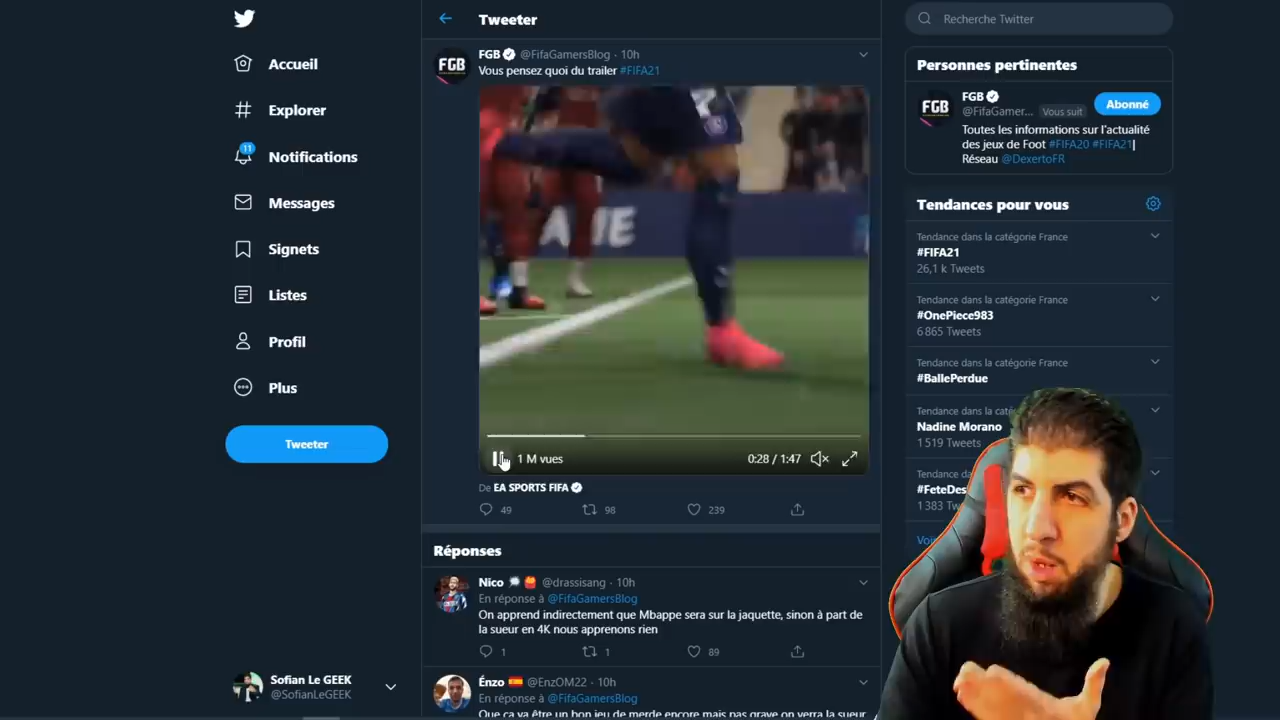 Accueil
Explorer
11
Notifications
Messages
Signets
Listes
Profil
Plus
Tweeter
Sofian Le GEEK
@SofianLeGEEK
Tweeter
FGB
FGB @FifaGamersBlog · 10h
Vous pensez quoi du trailer #FIFA21
1 M vues
0:28 / 1:47
De EA SPORTS FIFA
49 98 239
Réponses
Nico @drassisang · 10h
En réponse à @FifaGamersBlog
On apprend indirectement que Mbappe sera sur la jaquette, sinon à part de
la sueur en 4K nous apprenons rien
1 1 89
Énzo @EnzOM22 · 10h
En réponse à @FifaGamersBlog
Que ça va être un bon jeu de merde encore mais pas grave on verra la sueur
Recherche Twitter
Personnes pertinentes
FGB
FGB
@FifaGamer... Vous suit
Abonné
Toutes les informations sur l'actualité
des jeux de Foot #FIFA20 #FIFA21|
Réseau @DexertoFR
Tendances pour vous
Tendance dans la catégorie France
#FIFA21
26,1 k Tweets
Tendance dans la catégorie France
#OnePiece983
6 865 Tweets
Tendance dans la catégorie France
#BallePerdue
Tendance dans la caté
Nadine Morano
1 519 Tweets
Tendance da
#FeteDes
1 383 Tw
Voi